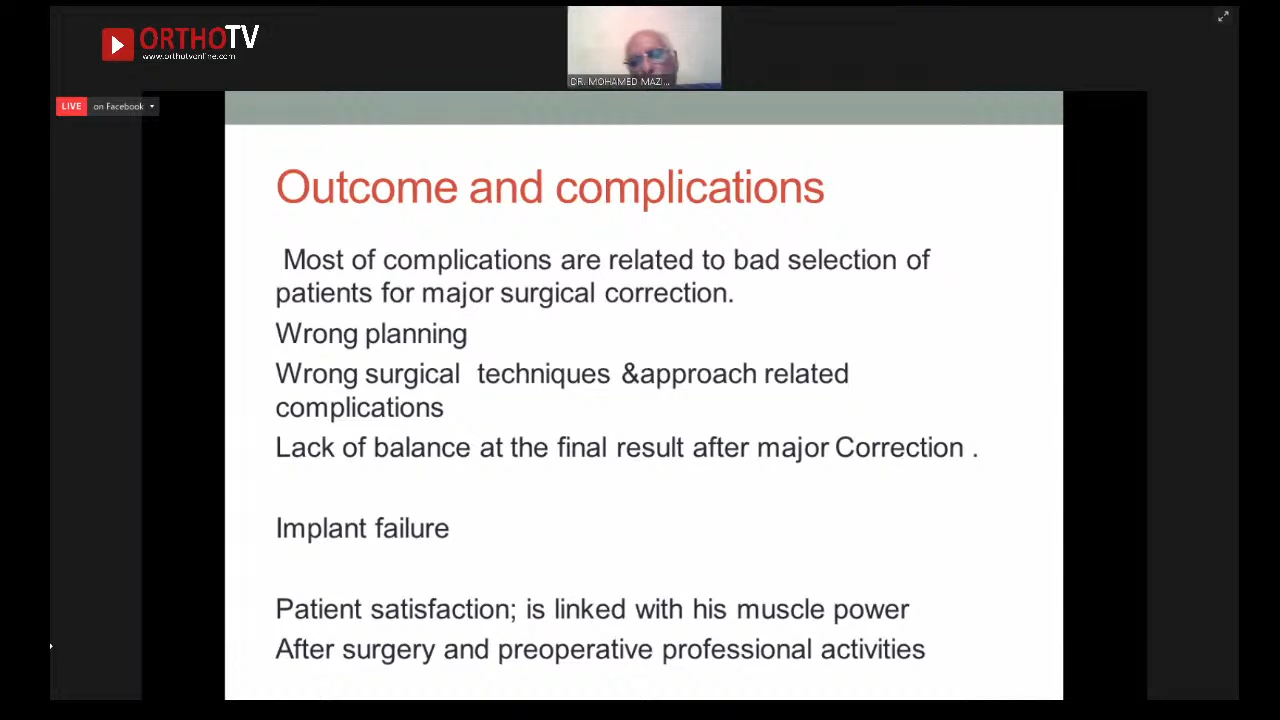 ORTHOTV
www.orthotvonline.com
DR. MOHAMED MAZI...
LIVE on Facebook
Outcome and complications
Most of complications are related to bad selection of
patients for major surgical correction.
Wrong planning
Wrong surgical techniques &approach related
complications
Lack of balance at the final result after major Correction .
Implant failure
Patient satisfaction; is linked with his muscle power
After surgery and preoperative professional activities